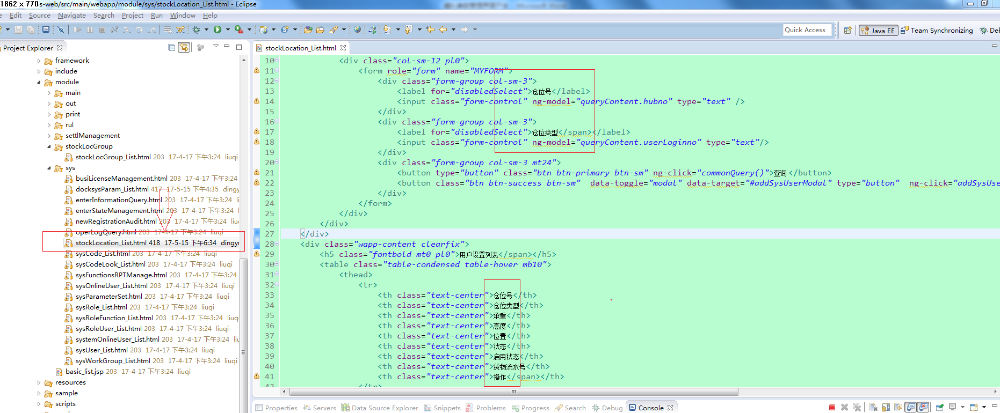 1862 × 770
s-web/src/main/webapp/module/sys/stockLocation_List.html - Eclipse
Edit Source Navigate Search Project Run Window Help
Quick Access
Java EE
Team Synchronizing
Deb
Project Explorer
stockLocation_List.html
framework
include
module
main
out
print
rul
settlManagement
stockLocGroup
stockLocGroup_List.html 203 17-4-17 下午3:24 liuqi
sys
busiLicenseManagement.html 203 17-4-17 下午3:24
docksysParam_List.html 417 17-5-15 下午4:35 dingy
enterInformationQuery.html 203 17-4-17 下午3:24 li
enterStateManagement.html 203 17-4-17 下午3:24
newRegistrationAudit.html 203 17-4-17 下午3:24 liu
operLogQuery.html 203 17-4-17 下午3:24 liuqi
stockLocation_List.html 418 17-5-15 下午6:34 dingy
sysCode_List.html 203 17-4-17 下午3:24 liuqi
sysCodeLook_List.html 203 17-4-17 下午3:24 liuqi
sysFunctionsRPTManage.html 203 17-4-17 下午3:24
sysOnlineUser_List.html 203 17-4-17 下午3:24 liuqi
sysParameterSet.html 203 17-4-17 下午3:24 liuqi
sysRole_List.html 203 17-4-17 下午3:24 liuqi
sysRoleFunction_List.html 203 17-4-17 下午3:24 liu
sysRoleUser_List.html 203 17-4-17 下午3:24 liuqi
systemOnlineUser_List.html 203 17-4-17 下午3:24
sysUser_List.html 203 17-4-17 下午3:24 liuqi
sysWorkGroup_List.html 203 17-4-17 下午3:24 liu
basic_list.jsp 203 17-4-17 下午3:24 liuqi
resources
sample
scripts
10 <div class="col-sm-12 pl0">
11 <form role="form" name="MYFORM">
12 <div class="form-group col-sm-3">
13 <label for="disabledSelect">仓位号</label>
14 <input class="form-control" ng-model="queryContent.hubno" type="text" />
15 </div>
16 <div class="form-group col-sm-3">
17 <label for="disabledSelect">仓位类型</span></label>
18 <input class="form-control" ng-model="queryContent.userLoginno" type="text"/>
19 </div>
20 <div class="form-group col-sm-3 mt24">
21 <button type="button" class="btn btn-primary btn-sm" ng-click="commonQuery()">查询</button>
22 <button class="btn btn-success btn-sm" data-toggle="modal" data-target="#addSysUserModal" type="button" ng-click="addSysUse
23 </div>
24 </form>
25 </div>
26 </div>
27 </div>
28 <div class="wapp-content clearfix">
29 <h5 class="fontbold mt0 pl0">用户设置列表</span></h5>
30 <table class="table-condensed table-hover mb10">
31 <thead>
32 <tr>
33 <th class="text-center">仓位号</th>
34 <th class="text-center">仓位类型</th>
35 <th class="text-center">承重</th>
36 <th class="text-center">高度</th>
37 <th class="text-center">位置</th>
38 <th class="text-center">状态</th>
39 <th class="text-center">启用状态</th>
40 <th class="text-center">货物流水号</th>
41 <th class="text-center">操作</span></th>
42 </tr>
Properties Servers Data Source Explorer Snippets Problems Progress Search Debug Console